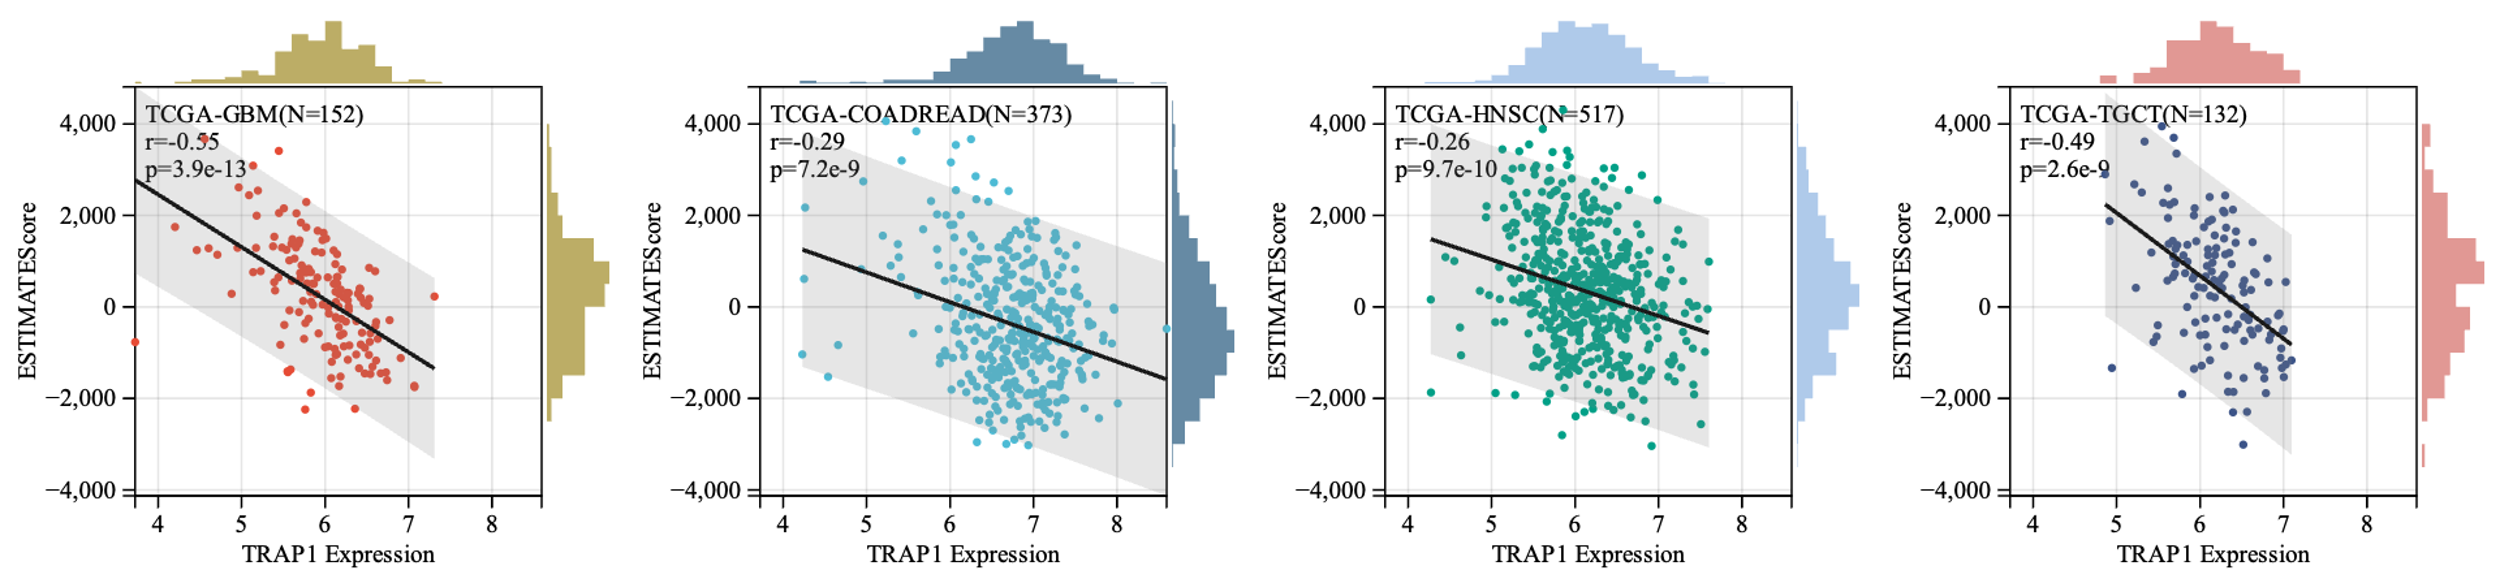 TCGA-GBM(N=152)
r=-0.55
p=3.9e-13
4,000
2,000
0
−2,000
−4,000
4
5
6
7
8
ESTIMATEScore
TRAP1 Expression
TCGA-COADREAD(N=373)
r=-0.29
p=7.2e-9
4,000
2,000
0
−2,000
−4,000
4
5
6
7
8
ESTIMATEScore
TRAP1 Expression
TCGA-HNSC(N=517)
r=-0.26
p=9.7e-10
4,000
2,000
0
−2,000
−4,000
4
5
6
7
8
ESTIMATEScore
TRAP1 Expression
TCGA-TGCT(N=132)
r=-0.49
p=2.6e-9
4,000
2,000
0
−2,000
−4,000
4
5
6
7
8
ESTIMATEScore
TRAP1 Expression